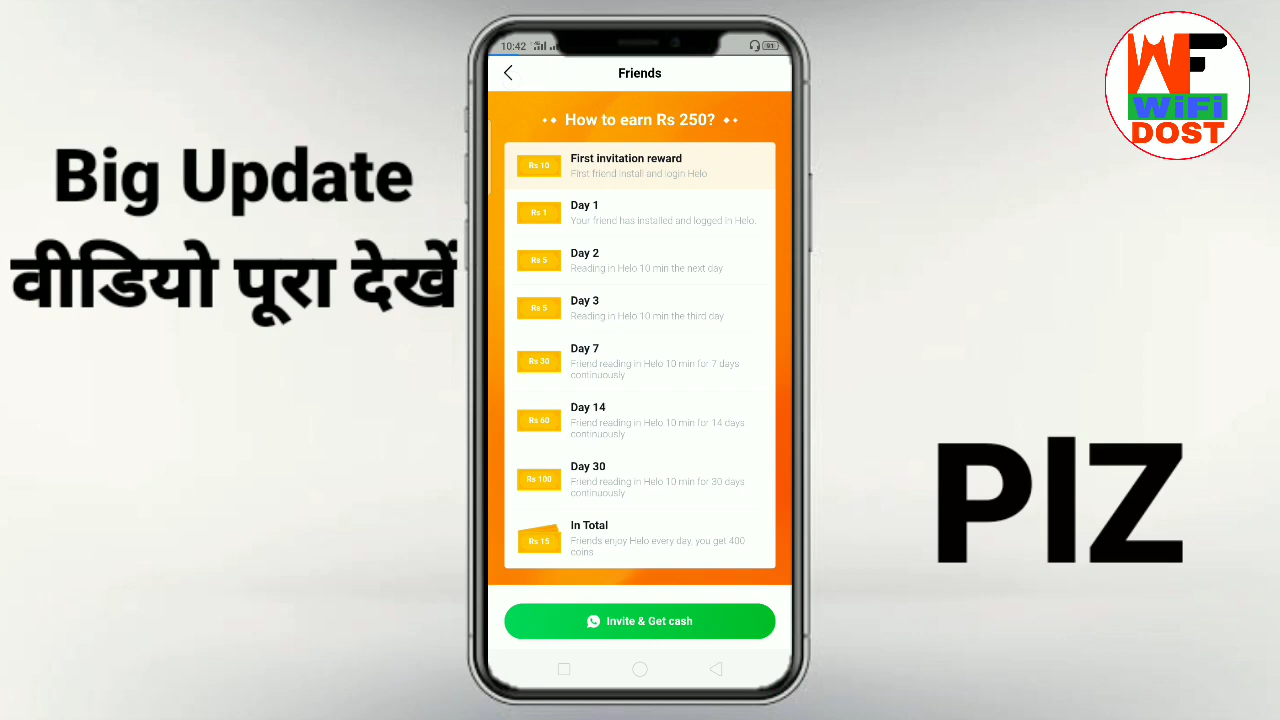 Big Update
वीडियो पूरा देखें
10:42
91
Friends
How to earn Rs 250?
Rs 10
First invitation reward
First friend install and login Helo
Rs 1
Day 1
Your friend has installed and logged in Helo.
Rs 5
Day 2
Reading in Helo 10 min the next day
Rs 5
Day 3
Reading in Helo 10 min the third day
Rs 30
Day 7
Friend reading in Helo 10 min for 7 days
continuously
Rs 60
Day 14
Friend reading in Helo 10 min for 14 days
continuously
Rs 100
Day 30
Friend reading in Helo 10 min for 30 days
continuously
Rs 15
In Total
Friends enjoy Helo every day, you get 400
coins
Invite & Get cash
WF
WiFi
DOST
PlZ